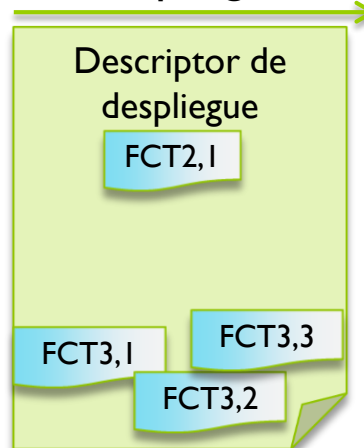 Descriptor de
despliegue
FCT2,1
FCT3,3
FCT3,1
FCT3,2